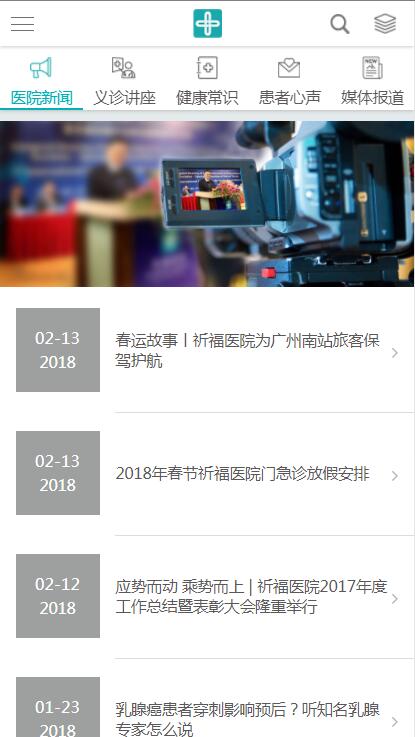 医院新闻
义诊讲座
健康常识
患者心声
NEW
媒体报道
02-13
2018
春运故事丨祈福医院为广州南站旅客保
驾护航
02-13
2018
2018年春节祈福医院门急诊放假安排
02-12
2018
应势而动 乘势而上 | 祈福医院2017年度
工作总结暨表彰大会隆重举行
01-23
2018
乳腺癌患者穿刺影响预后？听知名乳腺
专家怎么说